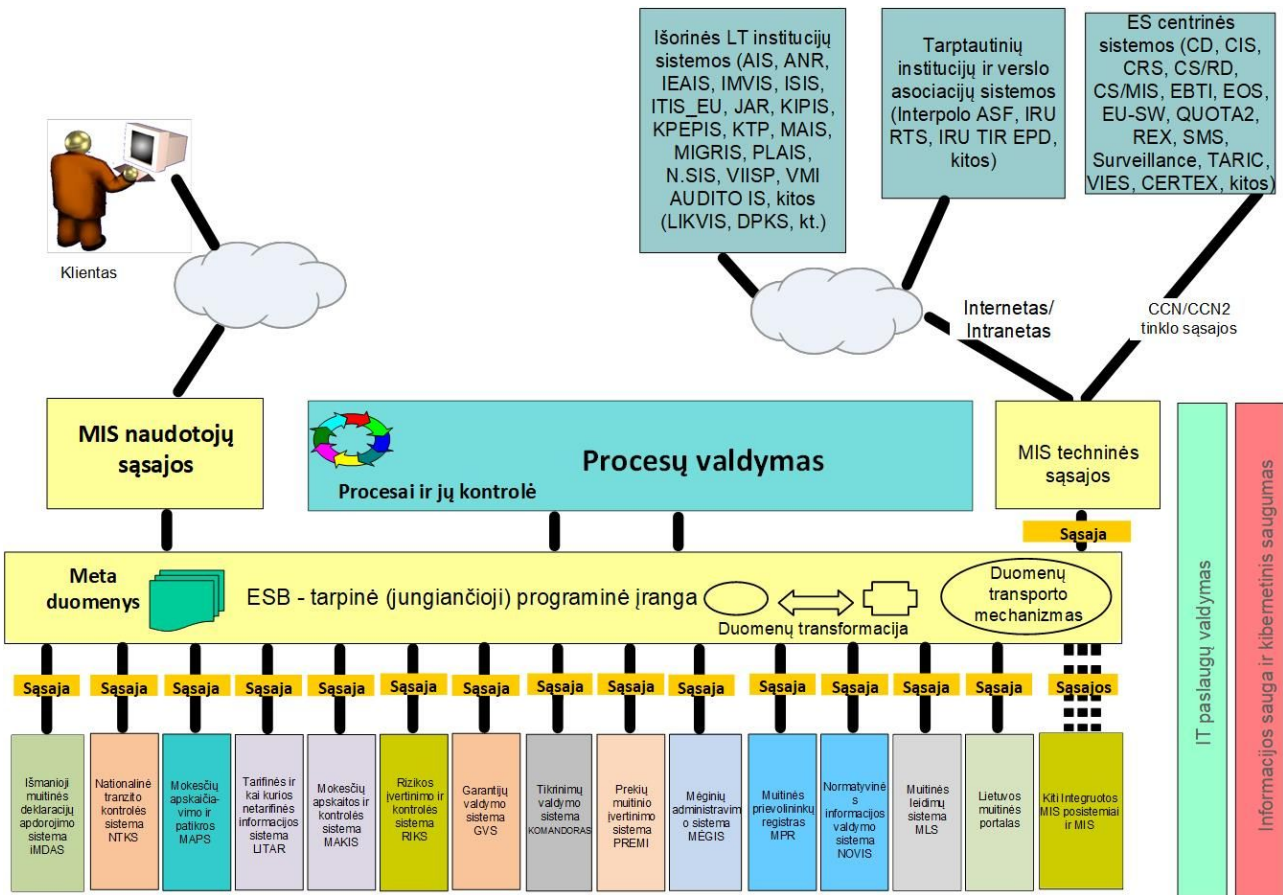 Išorinės LT institucijų
sistemos (AIS, ANR,
IEAIS, IMVIS, ISIS,
ITIS_EU, JAR, KIPIS,
KPEPIS, KTP, MAIS,
MIGRIS, PLAIS,
N.SIS, VIISP, VMI
AUDITO IS, kitos
(LIKVIS, DPKS, kt.)
Tarptautinių
institucijų ir verslo
asociacijų sistemos
(Interpolo ASF, IRU
RTS, IRU TIR EPD,
kitos)
ES centrinės
sistemos (CD, CIS,
CRS, CS/RD,
CS/MIS, EBTI, EOS,
EU-SW, QUOTA2,
REX, SMS,
Surveillance, TARIC,
VIES, CERTEX, kitos)
Klientas
Internetas/
Intranetas
CCN/CCN2
tinklo sąsajos
MIS naudotojų
sąsajos
Procesų valdymas
Procesai ir jų kontrolė
MIS techninės
sąsajos
Sąsaja
Meta
duomenys
ESB - tarpinė (jungiančioji) programinė įranga
Duomenų transformacija
Duomenų
transporto
mechanizmas
Sąsaja
Sąsaja
Sąsaja
Sąsaja
Sąsaja
Sąsaja
Sąsaja
Sąsaja
Sąsaja
Sąsaja
Sąsaja
Sąsaja
Sąsaja
Sąsaja
Sąsajos
Išmanioji
muitinės
deklaracijų
apdorojimo
sistema
iMDAS
Nationalinė
tranzito
kontrolės
sistema
NTKS
Mokesčių
apskaičia-
vimo ir
patikros
MAPS
Tarifinės ir
kai kurios
netarifinės
informacijos
sistema
LITAR
Mokesčių
apskaitos ir
kontrolės
sistema
MAKIS
Rizikos
įvertinimo ir
kontrolės
sistema
RIKS
Garantijų
valdymo
sistema
GVS
Tikrinimų
valdymo
sistema
KOMANDORAS
Prekių
muitinio
įvertinimo
sistema
PREMI
Mėginių
administravim
o sistema
MĖGIS
Muitinės
prievolininkų
registras
MPR
Normatyvinė
s
informacijos
valdymo
sistema
NOVIS
Muitinės
leidimų
sistema
MLS
Lietuvos
muitinės
portalas
Kiti Integruotos
MIS posistemiai
ir MIS
IT paslaugų valdymas
Informacijos sauga ir kibernetinis saugumas